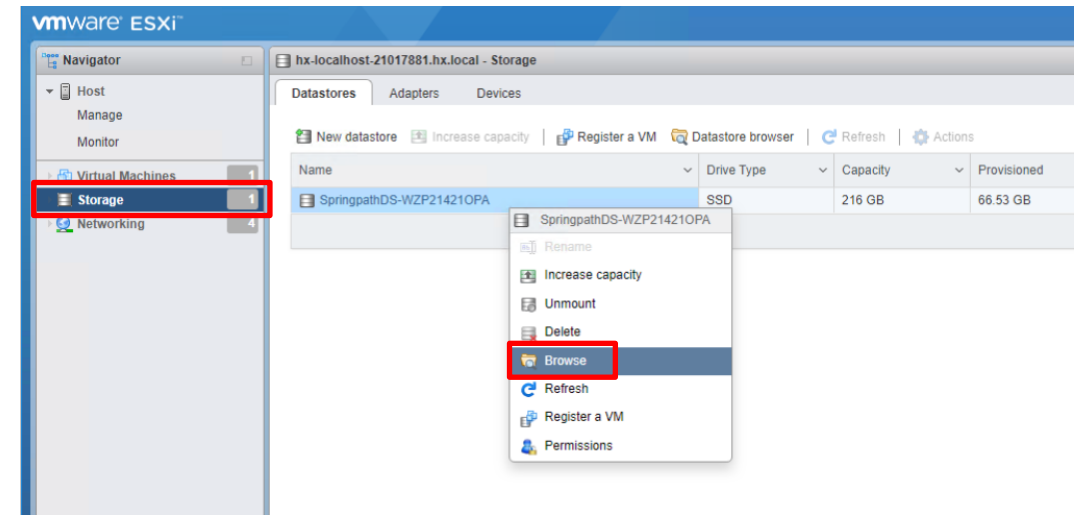 vmware ESXi™
Navigator
hx-localhost-21017881.hx.local - Storage
Host
Manage
Monitor
Virtual Machines 1
Storage 1
Networking 4
Datastores Adapters Devices
New datastore Increase capacity | Register a VM Datastore browser | Refresh | Actions
Name Drive Type Capacity Provisioned
SpringpathDS-WZP21421OPA SSD 216 GB 66.53 GB
SpringpathDS-WZP21421OPA
Rename
Increase capacity
Unmount
Delete
Browse
Refresh
Register a VM
Permissions